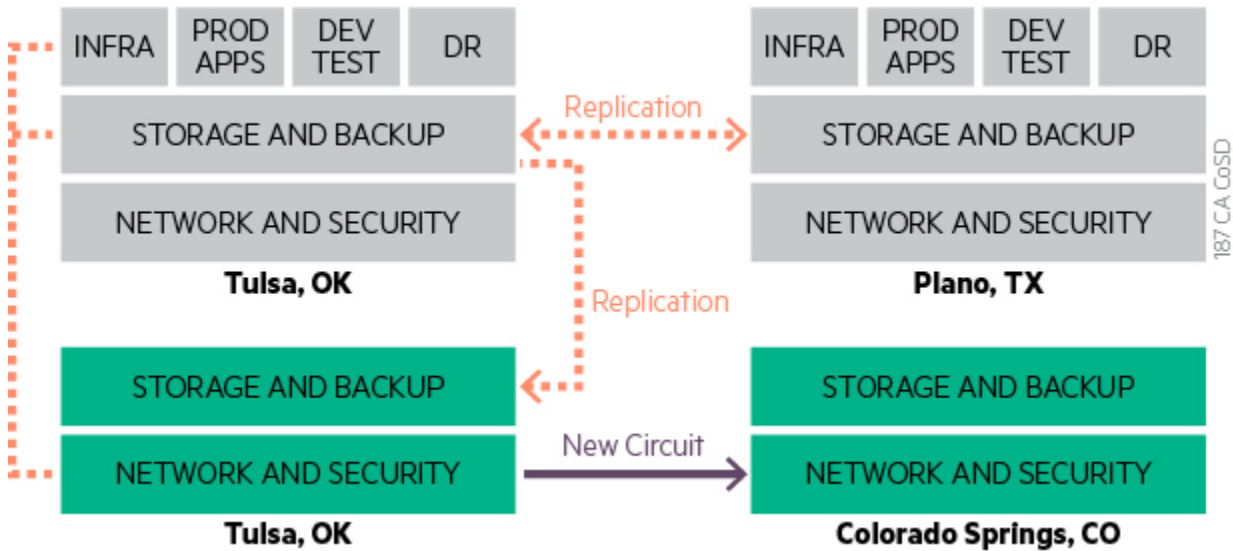 INFRA
PROD
APPS
DEV
TEST
DR
INFRA
PROD
APPS
DEV
TEST
DR
STORAGE AND BACKUP
Replication
STORAGE AND BACKUP
NETWORK AND SECURITY
NETWORK AND SECURITY
187 CA CoSD
Tulsa, OK
Plano, TX
Replication
STORAGE AND BACKUP
STORAGE AND BACKUP
NETWORK AND SECURITY
New Circuit
NETWORK AND SECURITY
Tulsa, OK
Colorado Springs, CO